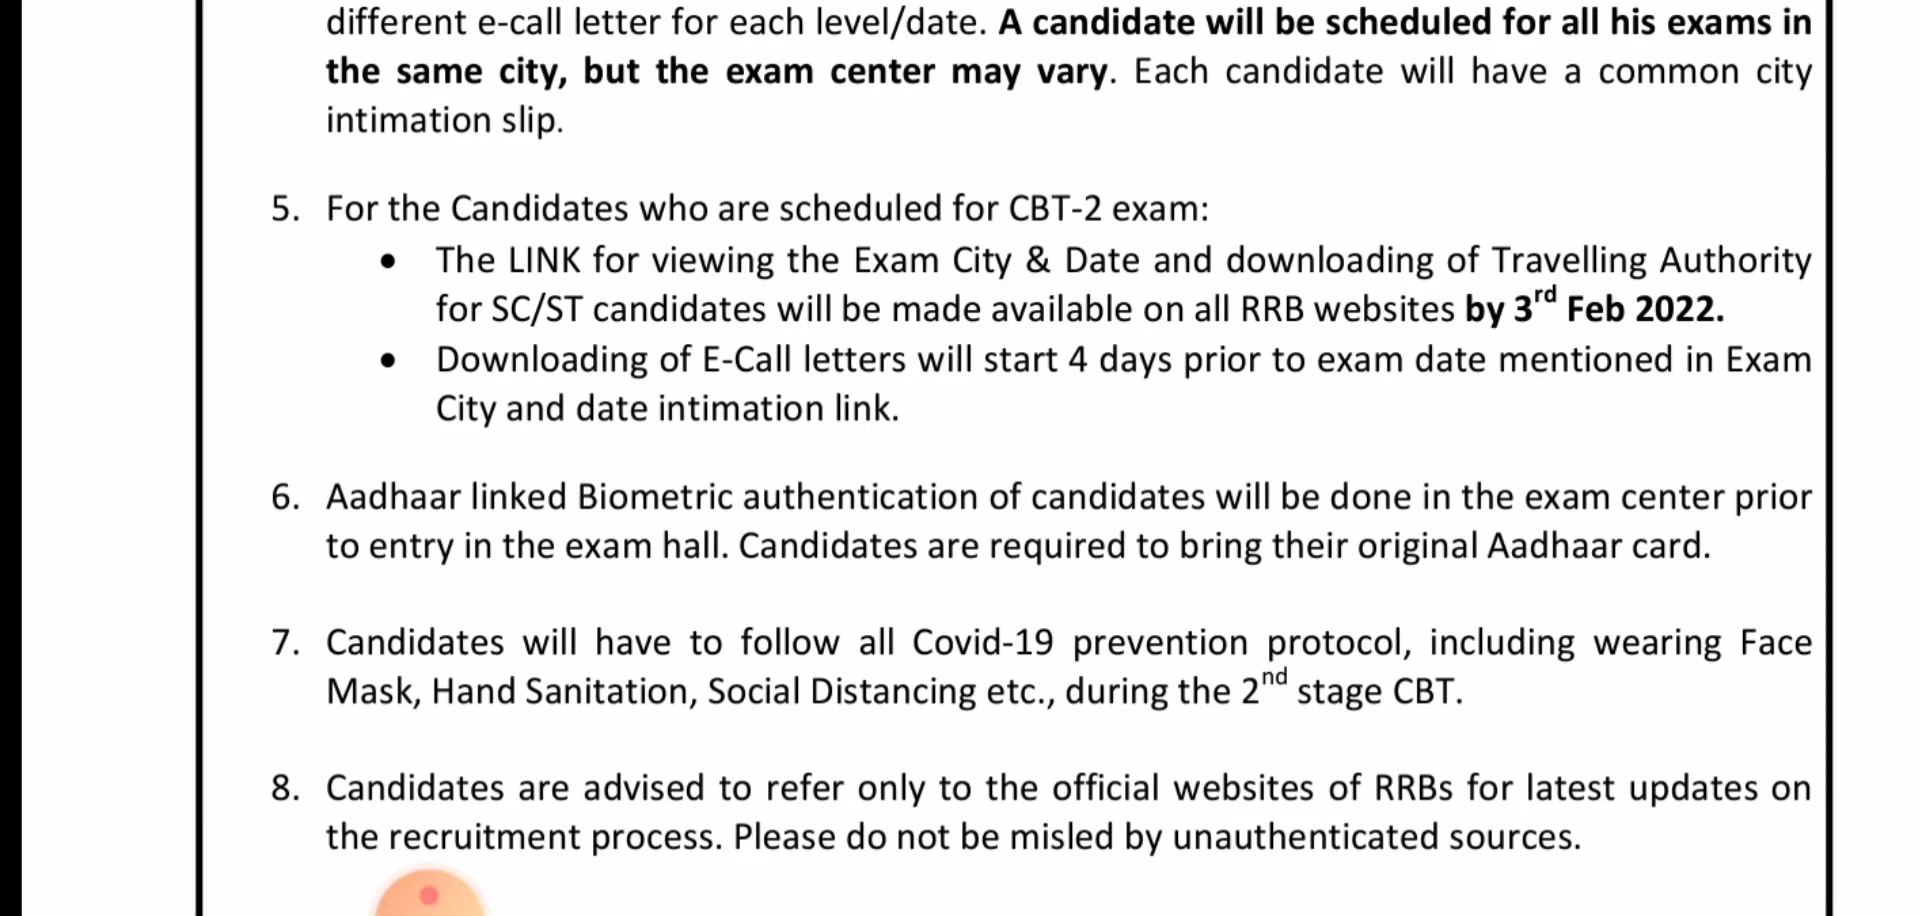 different e-call letter for each level/date. A candidate will be scheduled for all his exams in
the same city, but the exam center may vary. Each candidate will have a common city
intimation slip.
5. For the Candidates who are scheduled for CBT-2 exam:
• The LINK for viewing the Exam City & Date and downloading of Travelling Authority
for SC/ST candidates will be made available on all RRB websites by 3rd Feb 2022.
• Downloading of E-Call letters will start 4 days prior to exam date mentioned in Exam
City and date intimation link.
6. Aadhaar linked Biometric authentication of candidates will be done in the exam center prior
to entry in the exam hall. Candidates are required to bring their original Aadhaar card.
7. Candidates will have to follow all Covid-19 prevention protocol, including wearing Face
Mask, Hand Sanitation, Social Distancing etc., during the 2nd stage CBT.
8. Candidates are advised to refer only to the official websites of RRBs for latest updates on
the recruitment process. Please do not be misled by unauthenticated sources.